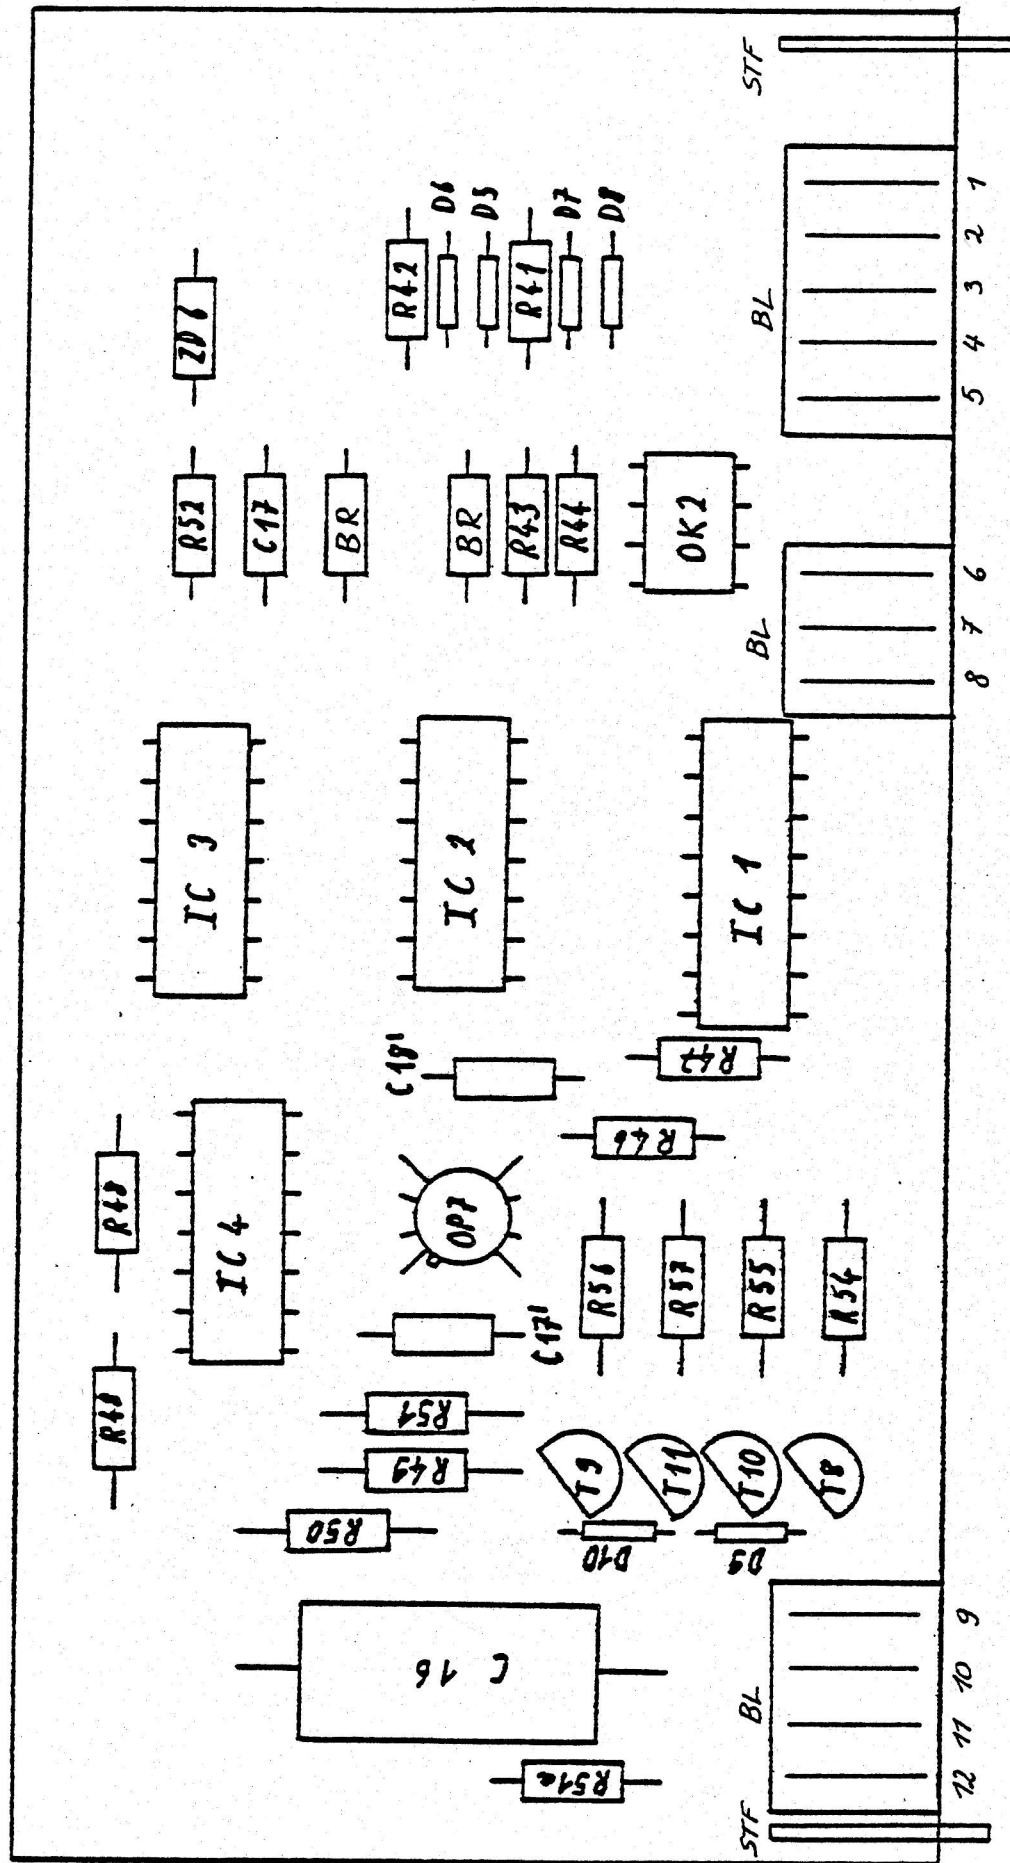 STF
1
2
3
4
5
BL
D6
D5
D7
D8
R42
R41
ZD6
R52
C17
BR
BR
R43
R44
OK2
BL
6
7
8
IC 3
IC 2
IC 1
C18'
R47
R46
R48
IC 4
OP7
R56
R57
R55
R54
C17'
R48
R51
R49
R50
T9
T11
T10
T8
D10
D9
C 16
R51a
BL
9
10
11
12
STF